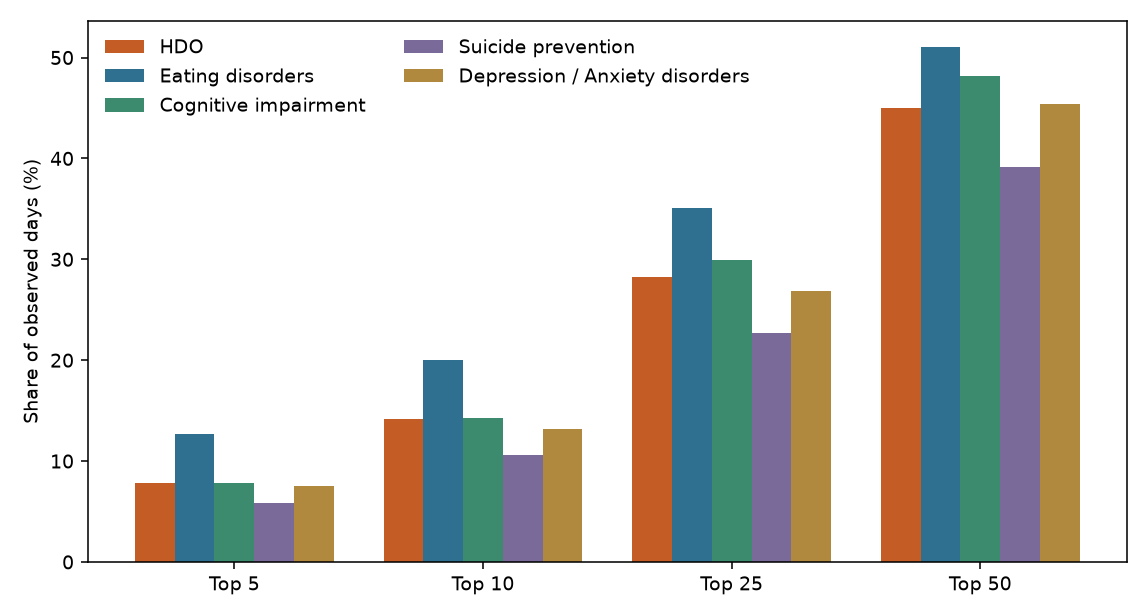 HDO
Eating disorders
Cognitive impairment
Suicide prevention
Depression / Anxiety disorders
Share of observed days (%)
50
40
30
20
10
0
Top 5
Top 10
Top 25
Top 50